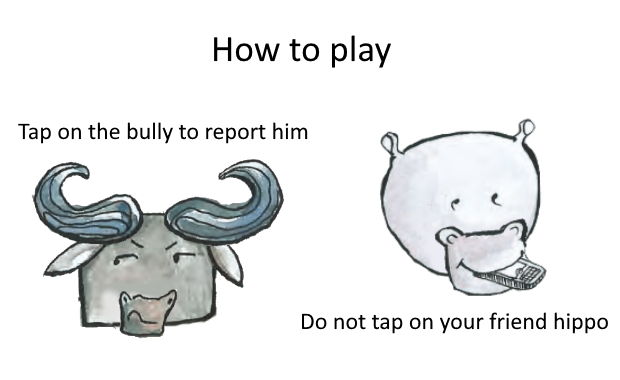 How to play
Tap on the bully to report him
Do not tap on your friend hippo